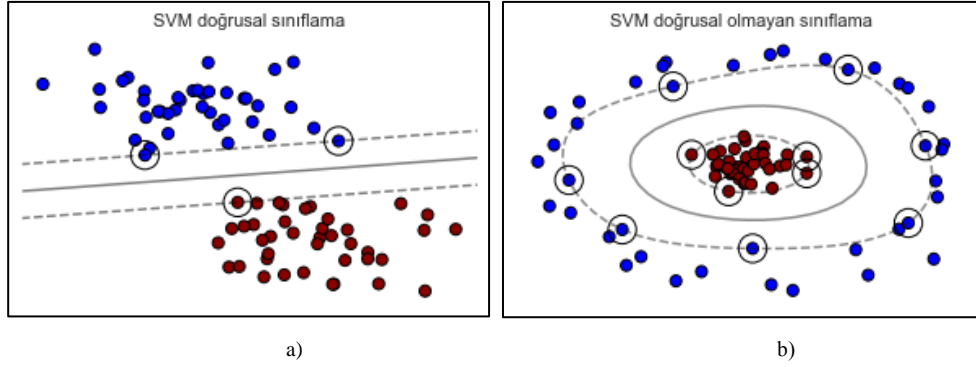 SVM doğrusal sınıflama
SVM doğrusal olmayan sınıflama
a)
b)